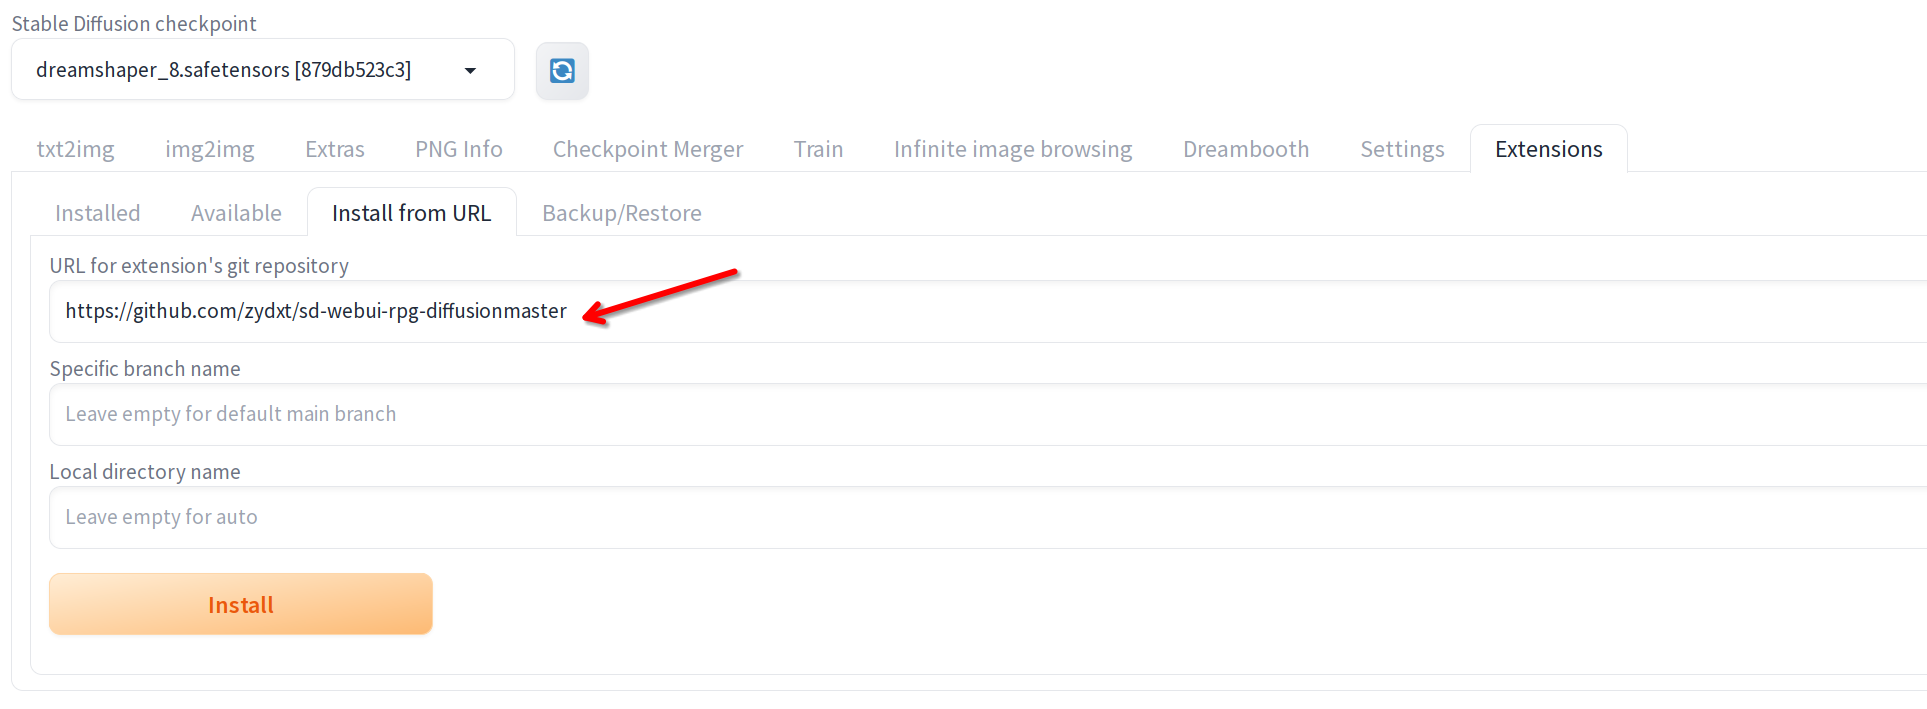 Stable Diffusion checkpoint
dreamshaper_8.safetensors [879db523c3]
txt2img img2img Extras PNG Info Checkpoint Merger Train Infinite image browsing Dreambooth Settings Extensions
Installed Available Install from URL Backup/Restore
URL for extension's git repository
https://github.com/zydxt/sd-webui-rpg-diffusionmaster
Specific branch name
Leave empty for default main branch
Local directory name
Leave empty for auto
Install